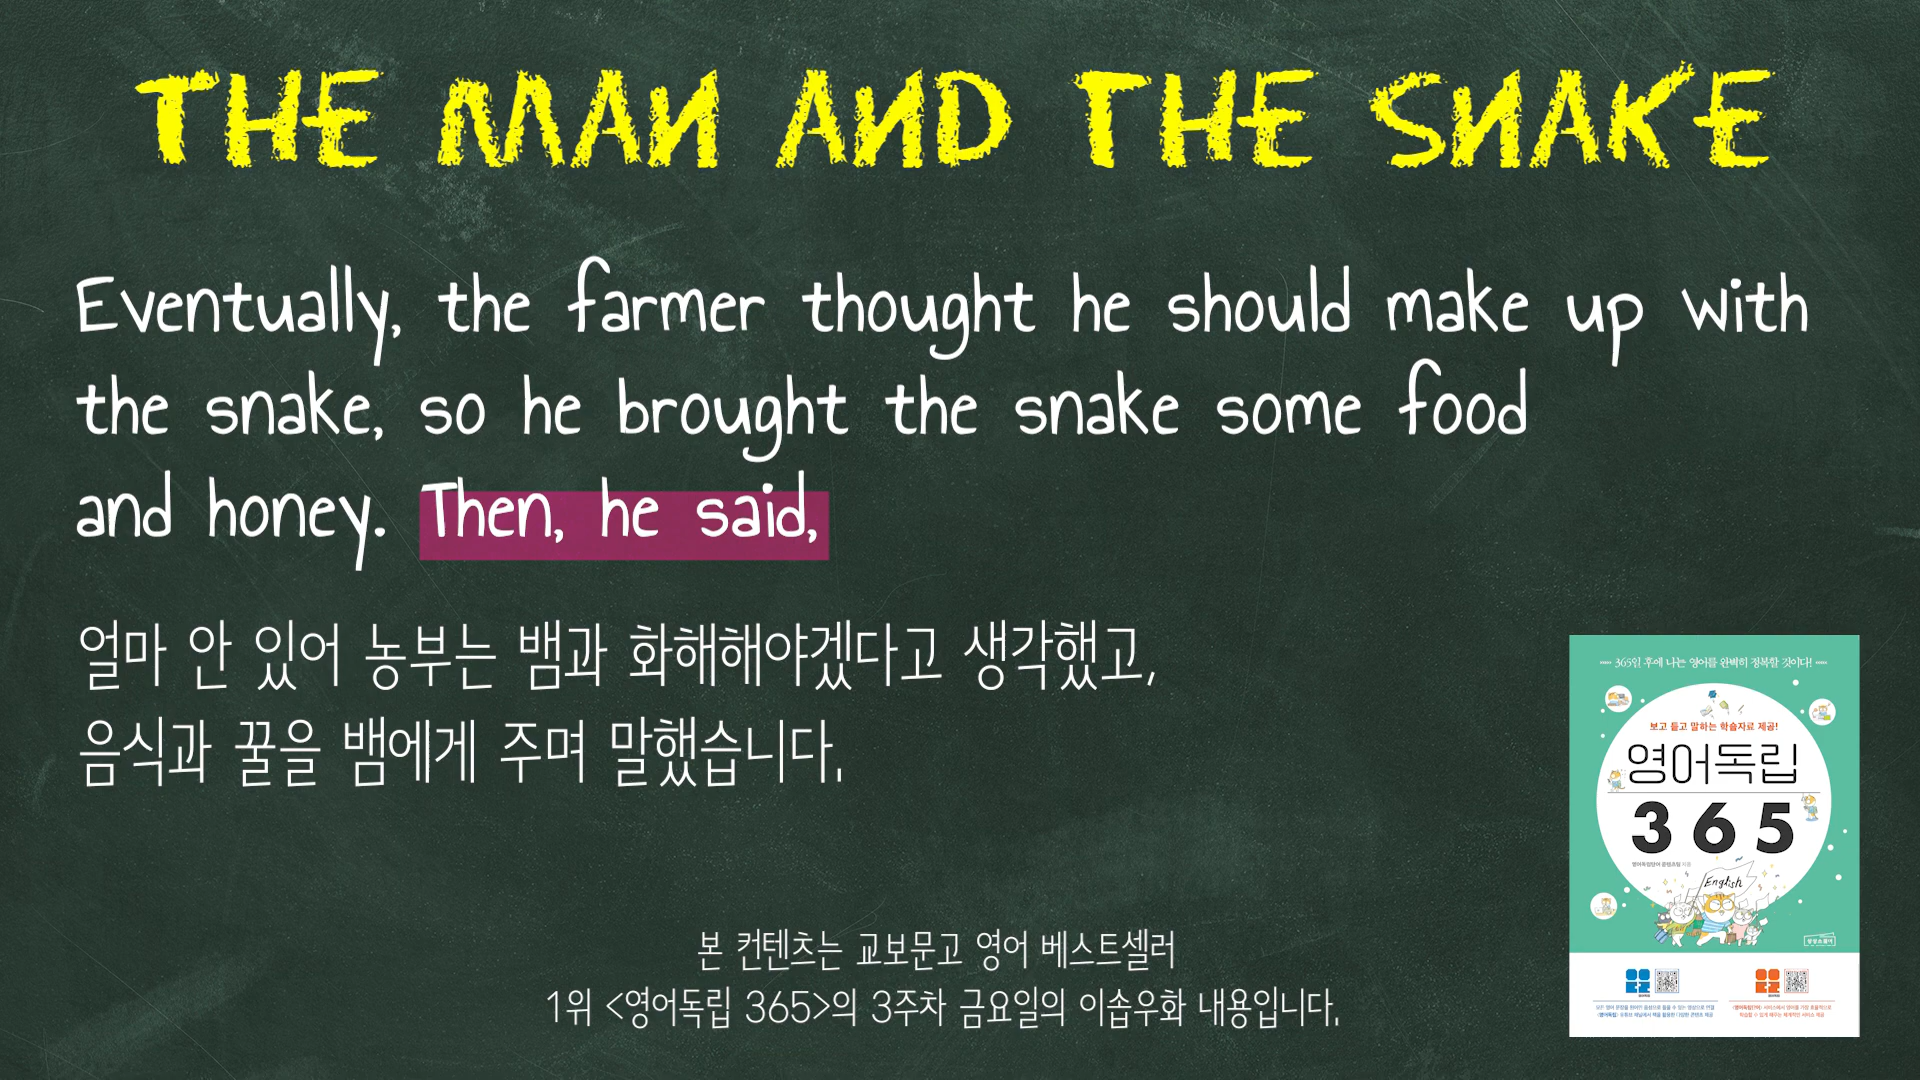 THE MAN AND THE SNAKE
Eventually, the farmer thought he should make up with
the snake, so he brought the snake some food
and honey. Then, he said,
얼마 안 있어 농부는 뱀과 화해해야겠다고 생각했고,
음식과 꿀을 뱀에게 주며 말했습니다.
365일 후에 나는 영어를 완벽히 정복할 것이다!
보고 듣고 말하는 학습자료 제공!
영어독립
365
English
본 컨텐츠는 교보문고 영어 베스트셀러
1위 <영어독립 365>의 3주차 금요일의 이솝우화 내용입니다.